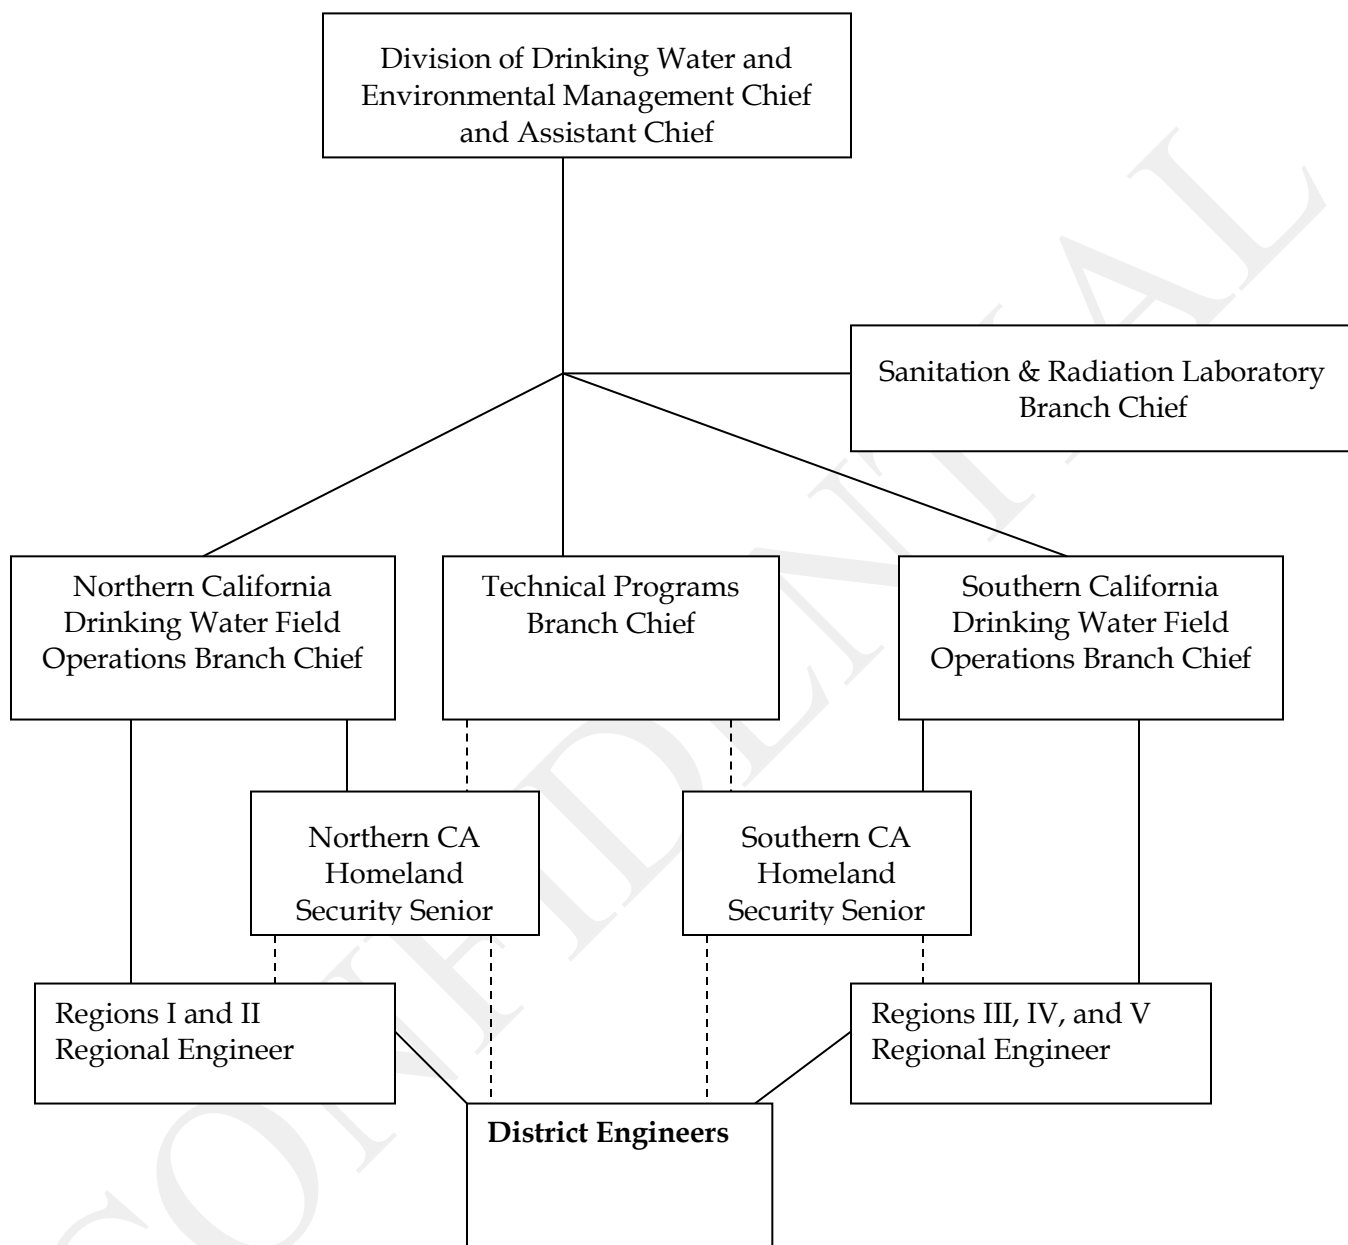 Division of Drinking Water and
Environmental Management Chief
and Assistant Chief
Sanitation & Radiation Laboratory
Branch Chief
Northern California
Drinking Water Field
Operations Branch Chief
Technical Programs
Branch Chief
Southern California
Drinking Water Field
Operations Branch Chief
Northern CA
Homeland
Security Senior
Southern CA
Homeland
Security Senior
Regions I and II
Regional Engineer
Regions III, IV, and V
Regional Engineer
District Engineers
CONFIDENTIAL